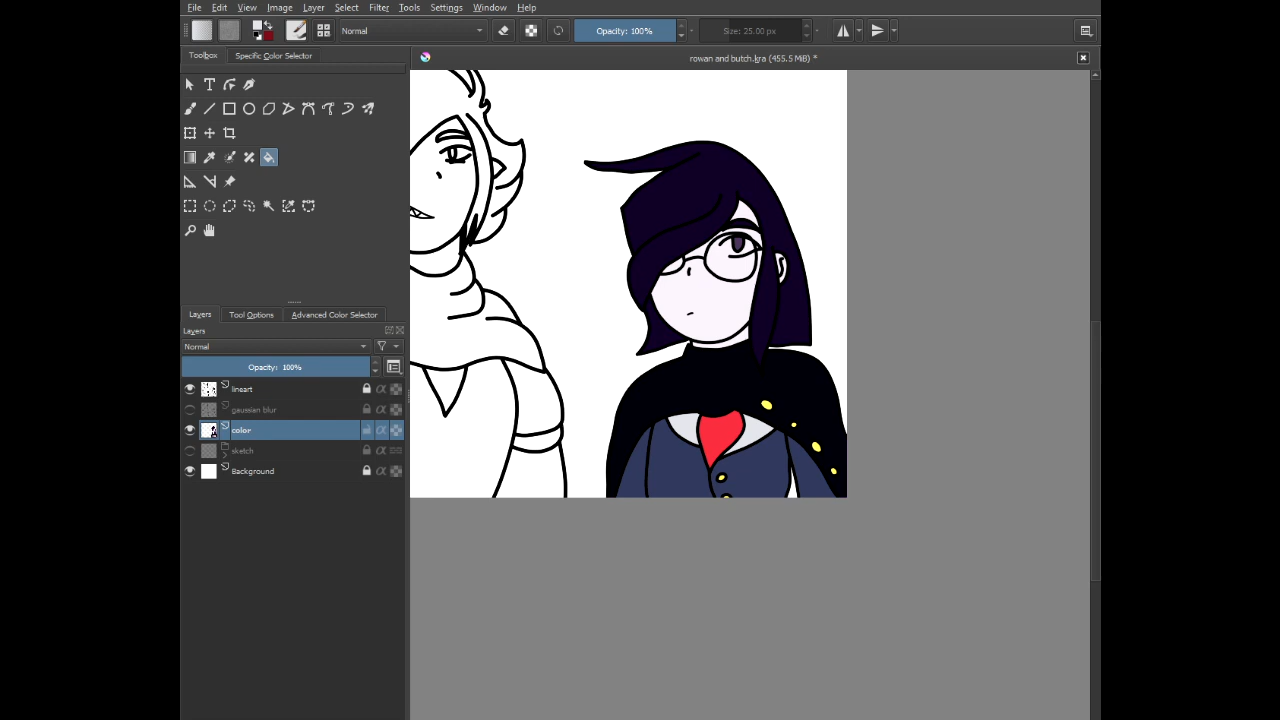 File Edit View Image Layer Select Filter Tools Settings Window Help
Normal Opacity: 100% Size: 25.00 px
Toolbox Specific Color Selector
rowan and butch.kra (455.5 MiB) *
Layers Tool Options Advanced Color Selector
Layers
Normal
Opacity: 100%
lineart
gaussian blur
color
sketch
Background